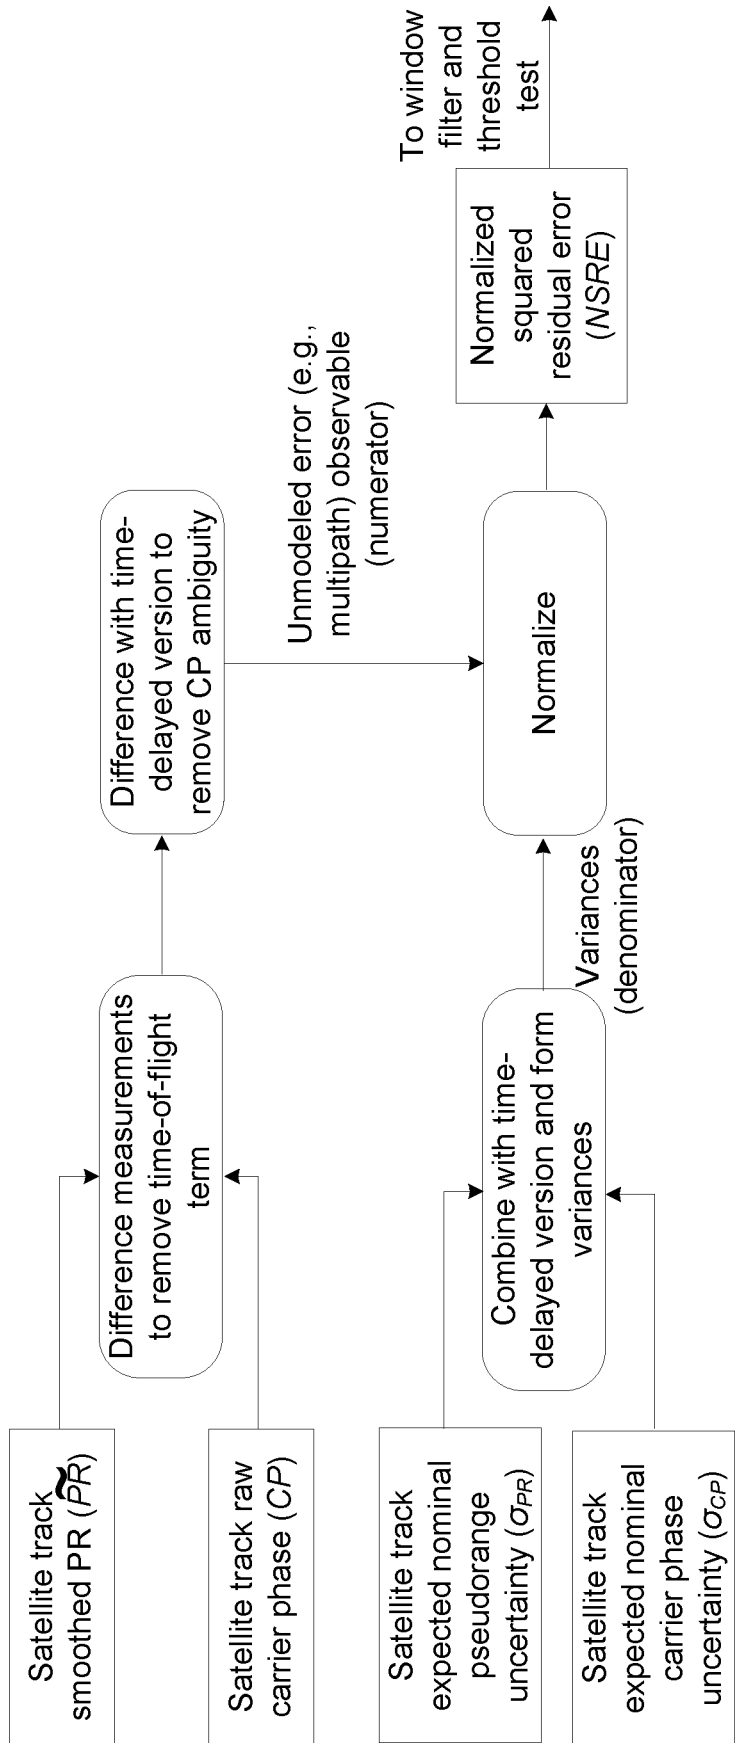 Satellite track
smoothed PR (P̃R̃)
Satellite track raw
carrier phase (CP)
Satellite track
expected nominal
pseudorange
uncertainty (σPR)
Satellite track
expected nominal
carrier phase
uncertainty (σCP)
Difference measurements
to remove time-of-flight
term
Combine with time-
delayed version and form
variances
Difference with time-
delayed version to
remove CP ambiguity
Variances
(denominator)
Unmodeled error (e.g.,
multipath) observable
(numerator)
Normalize
Normalized
squared
residual error
(NSRE)
To window
filter and
threshold
test